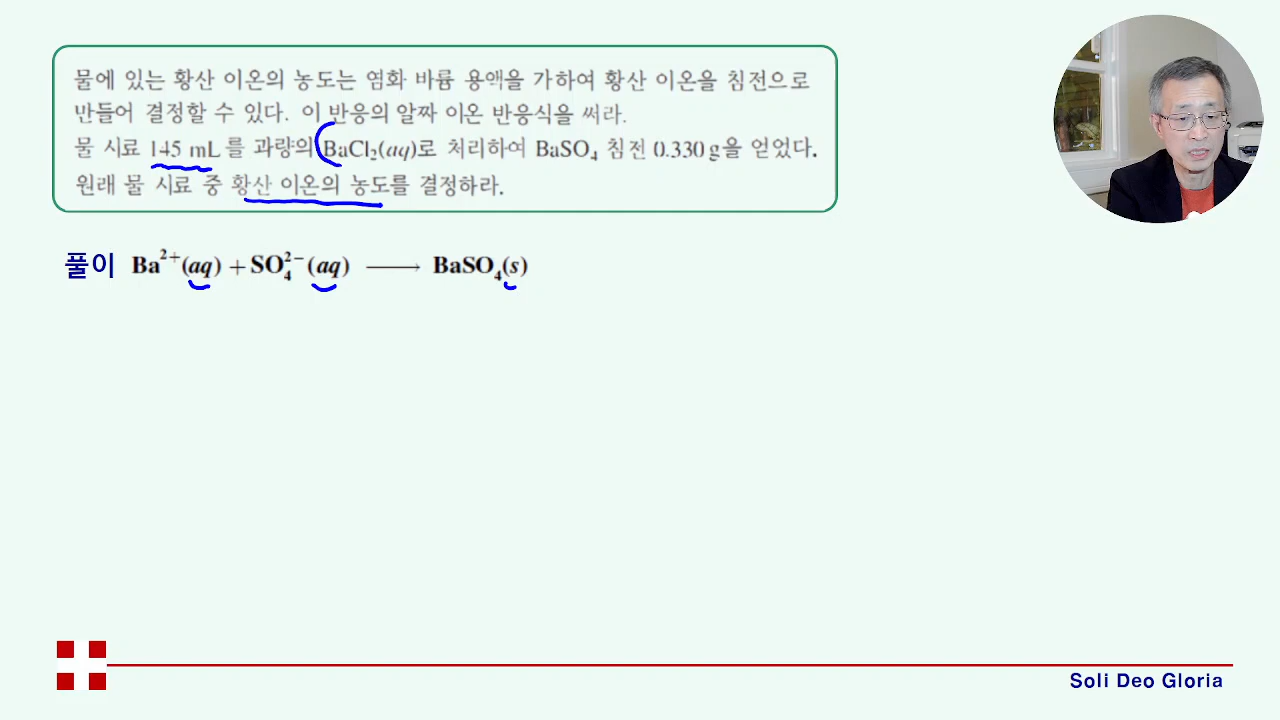 물에 있는 황산 이온의 농도는 염화 바륨 용액을 가하여 황산 이온을 침전으로
만들어 결정할 수 있다. 이 반응의 알짜 이온 반응식을 써라.
물 시료 145 mL를 과량의 BaCl₂(aq)로 처리하여 BaSO₄ 침전 0.330 g을 얻었다.
원래 물 시료 중 황산 이온의 농도를 결정하라.
풀이 Ba²⁺(aq) + SO₄²⁻(aq) ⟶ BaSO₄(s)
Soli Deo Gloria